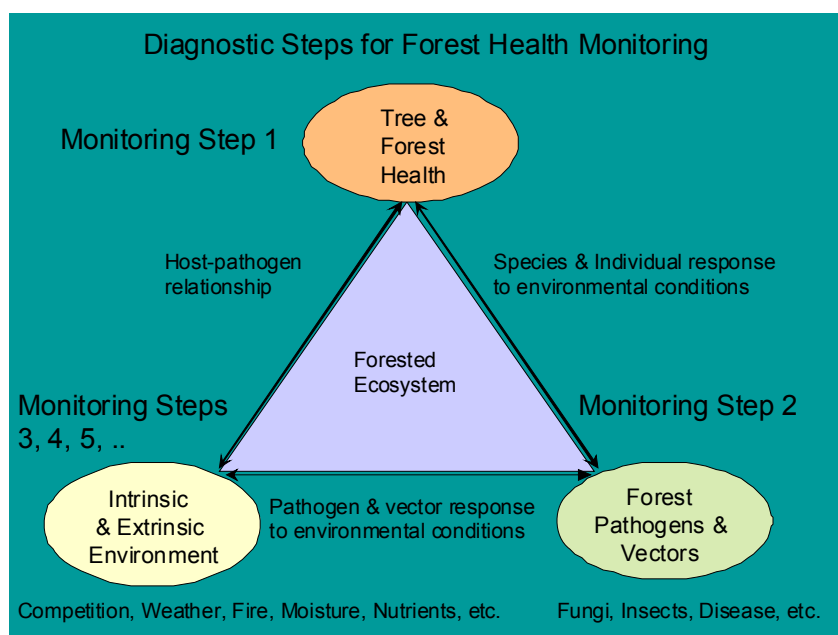 Diagnostic Steps for Forest Health Monitoring
Monitoring Step 1
Tree &
Forest
Health
Host-pathogen
relationship
Species & Individual response
to environmental conditions
Forested
Ecosystem
Monitoring Steps
3, 4, 5, ..
Monitoring Step 2
Intrinsic
& Extrinsic
Environment
Pathogen & vector response
to environmental conditions
Forest
Pathogens &
Vectors
Competition, Weather, Fire, Moisture, Nutrients, etc.
Fungi, Insects, Disease, etc.